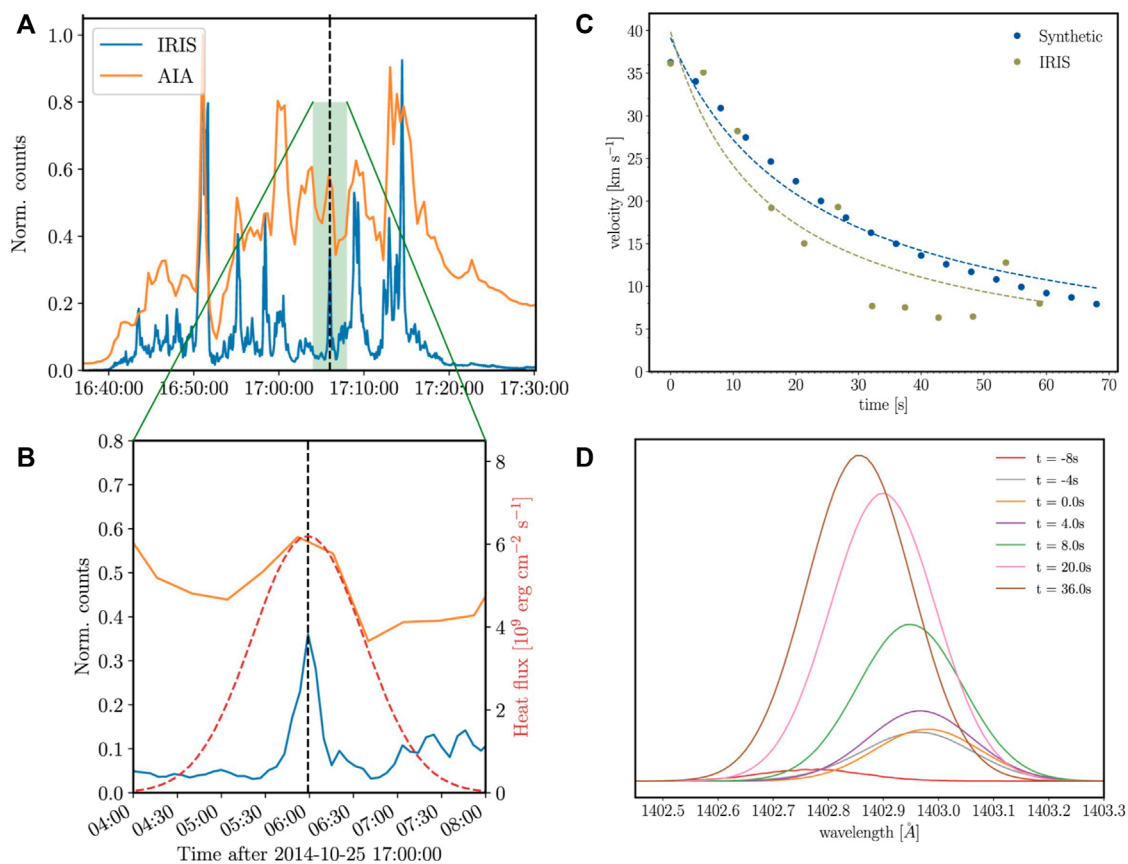 A
IRIS
AIA
Norm. counts
1.0
0.8
0.6
0.4
0.2
0.0
16:40:00 16:50:00 17:00:00 17:10:00 17:20:00 17:30:00
B
Norm. counts
0.8
0.7
0.6
0.5
0.4
0.3
0.2
0.1
0.0
8
6
4
2
0
Heat flux [10⁹ erg cm⁻² s⁻¹]
04:00 04:30 05:00 05:30 06:00 06:30 07:00 07:30 08:00
Time after 2014-10-25 17:00:00
C
Synthetic
IRIS
velocity [km s⁻¹]
40
35
30
25
20
15
10
5
0
0 10 20 30 40 50 60 70
time [s]
D
t = -8s
t = -4s
t = 0.0s
t = 4.0s
t = 8.0s
t = 20.0s
t = 36.0s
1402.5 1402.6 1402.7 1402.8 1402.9 1403.0 1403.1 1403.2 1403.3
wavelength [Å]